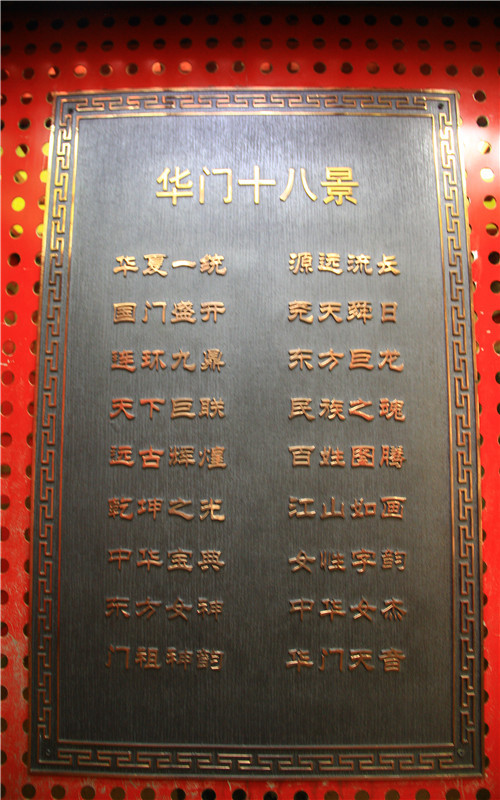 华门十八景
华夏一统 源远流长
国门盛开 尧天舜日
连环九鼎 东方巨龙
天下巨联 民族之瑰
远古辉煌 百姓图腾
乾坤之光 江山如画
中华宝典 女性字韵
东方女神 中华女杰
门祖神韵 华门天音